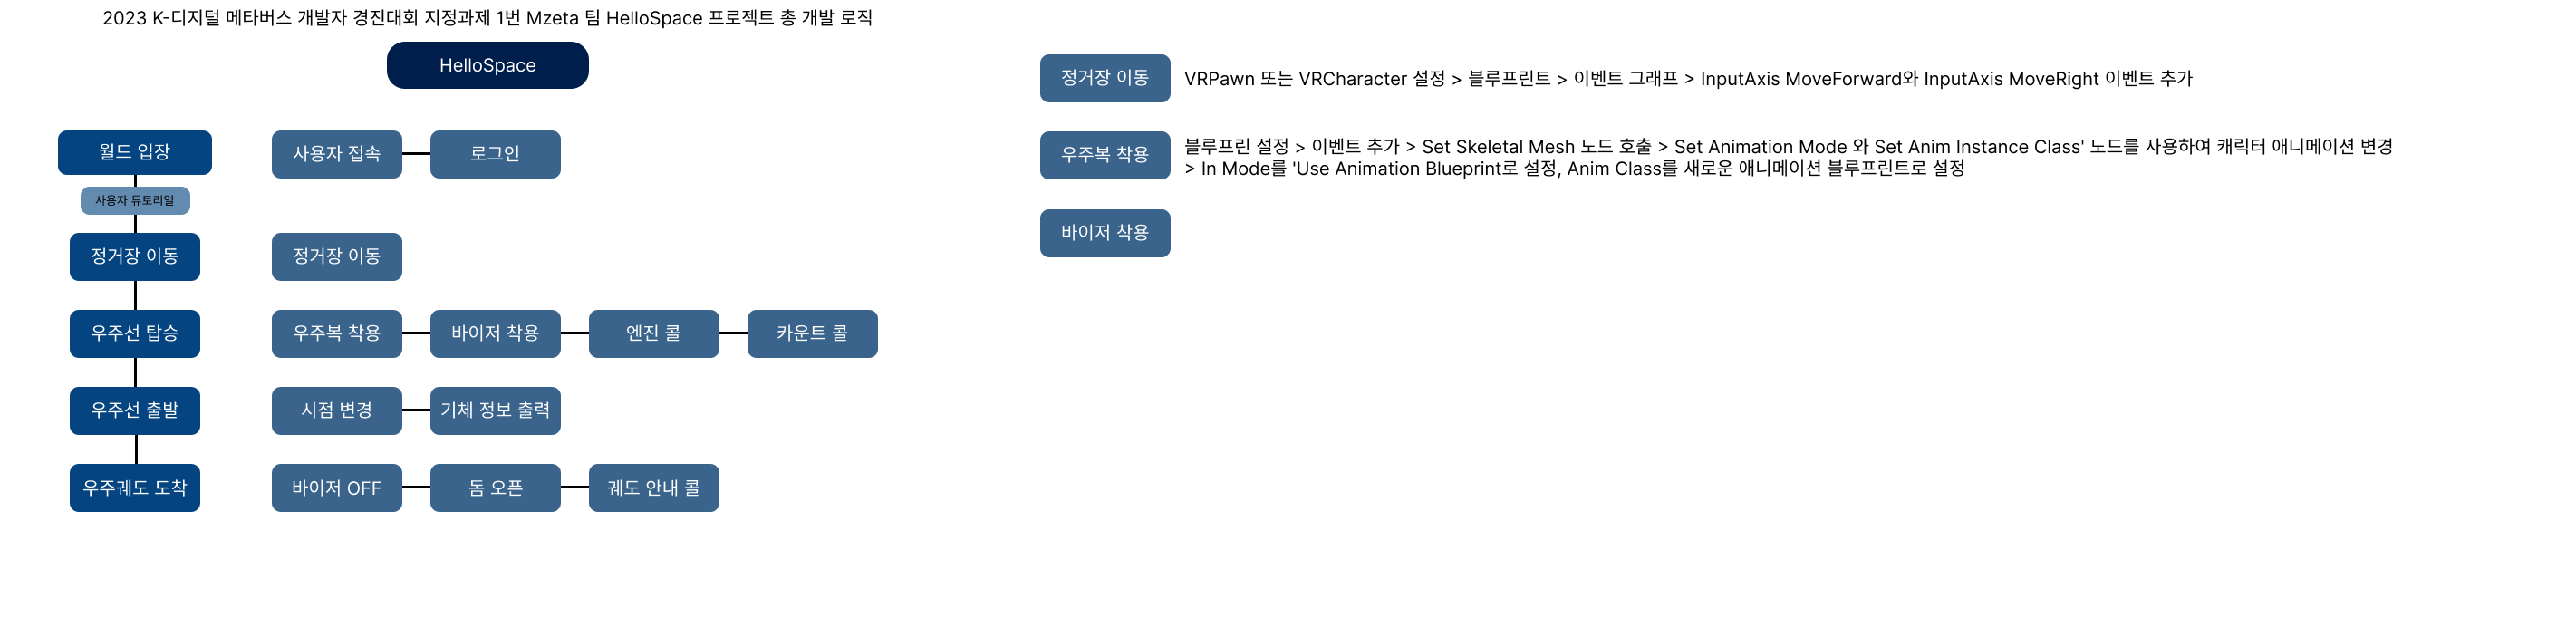 2023 K-디지털 메타버스 개발자 경진대회 지정과제 1번 Mzeta 팀 HelloSpace 프로젝트 총 개발 로직
HelloSpace
월드 입장
사용자 접속
로그인
사용자 튜토리얼
정거장 이동
정거장 이동
우주선 탑승
우주복 착용
바이저 착용
엔진 콜
카운트 콜
우주선 출발
시점 변경
기체 정보 출력
우주궤도 도착
바이저 OFF
돔 오픈
궤도 안내 콜
정거장 이동
VRPawn 또는 VRCharacter 설정 > 블루프린트 > 이벤트 그래프 > InputAxis MoveForward와 InputAxis MoveRight 이벤트 추가
우주복 착용
블루프린 설정 > 이벤트 추가 > Set Skeletal Mesh 노드 호출 > Set Animation Mode 와 Set Anim Instance Class' 노드를 사용하여 캐릭터 애니메이션 변경
> In Mode를 'Use Animation Blueprint로 설정, Anim Class를 새로운 애니메이션 블루프린트로 설정
바이저 착용